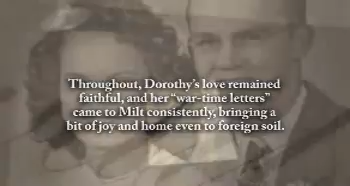 Throughout, Dorothy's love remained
faithful, and her “war-time letters”
came to Milt consistently, bringing a
bit of joy and home even to foreign soil.